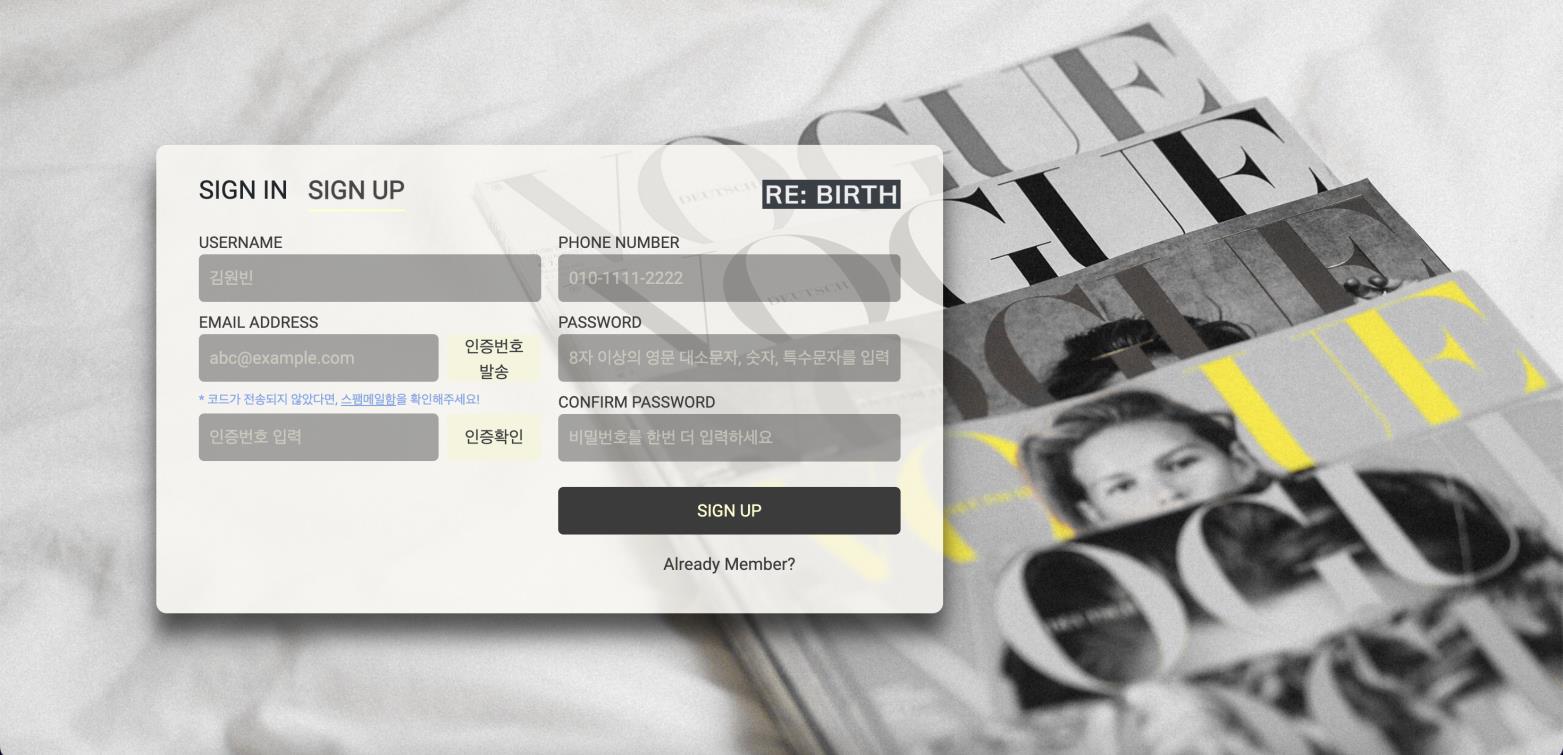 SIGN IN SIGN UP
RE: BIRTH
USERNAME
김원빈
EMAIL ADDRESS
abc@example.com
인증번호
발송
* 코드가 전송되지 않았다면, 스팸메일함을 확인해주세요!
인증번호 입력
인증확인
PHONE NUMBER
010-1111-2222
PASSWORD
8자 이상의 영문 대소문자, 숫자, 특수문자를 입력
CONFIRM PASSWORD
비밀번호를 한번 더 입력하세요
SIGN UP
Already Member?
VOGUE
DEUTSCH
VOGUE
DEUTSCH
OGUE
VOGUE
OGU